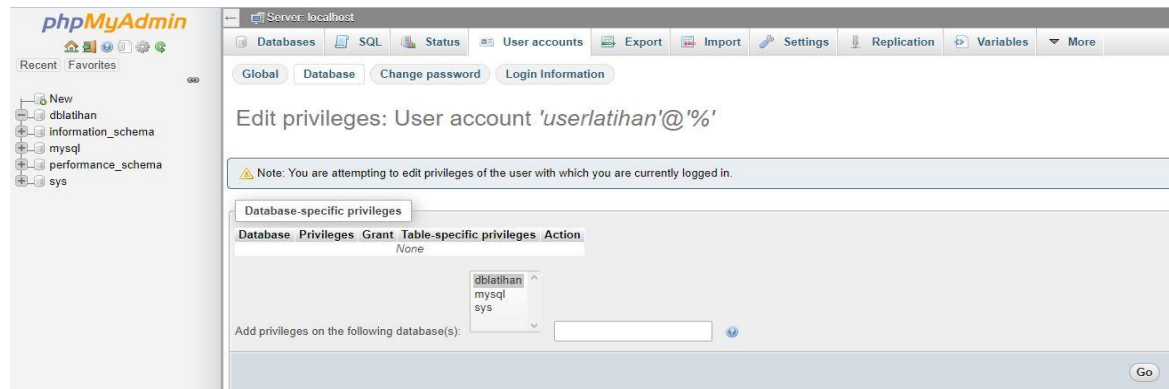 phpMyAdmin
Recent Favorites
New
dblatihan
information_schema
mysql
performance_schema
sys
Server: localhost
Databases SQL Status User accounts Export Import Settings Replication Variables More
Global Database Change password Login Information
Edit privileges: User account 'userlatihan'@'%'
Note: You are attempting to edit privileges of the user with which you are currently logged in.
Database-specific privileges
Database Privileges Grant Table-specific privileges Action
None
dblatihan
mysql
sys
Add privileges on the following database(s):
Go